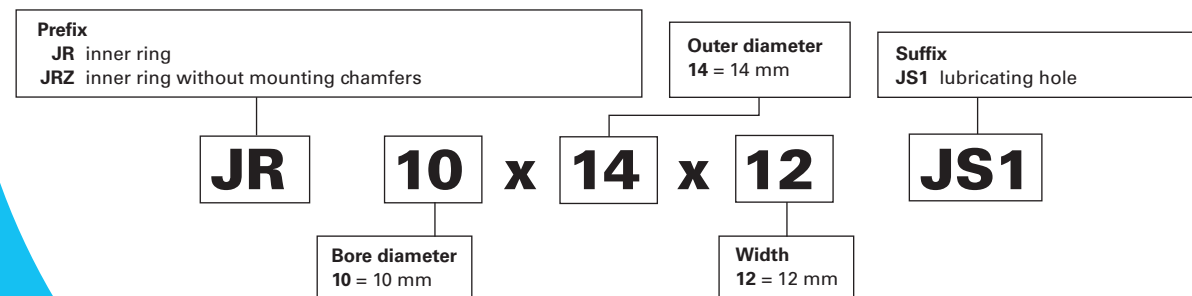 Prefix
JR inner ring
JRZ inner ring without mounting chamfers
Outer diameter
14 = 14 mm
Suffix
JS1 lubricating hole
JR 10 x 14 x 12 JS1
Bore diameter
10 = 10 mm
Width
12 = 12 mm